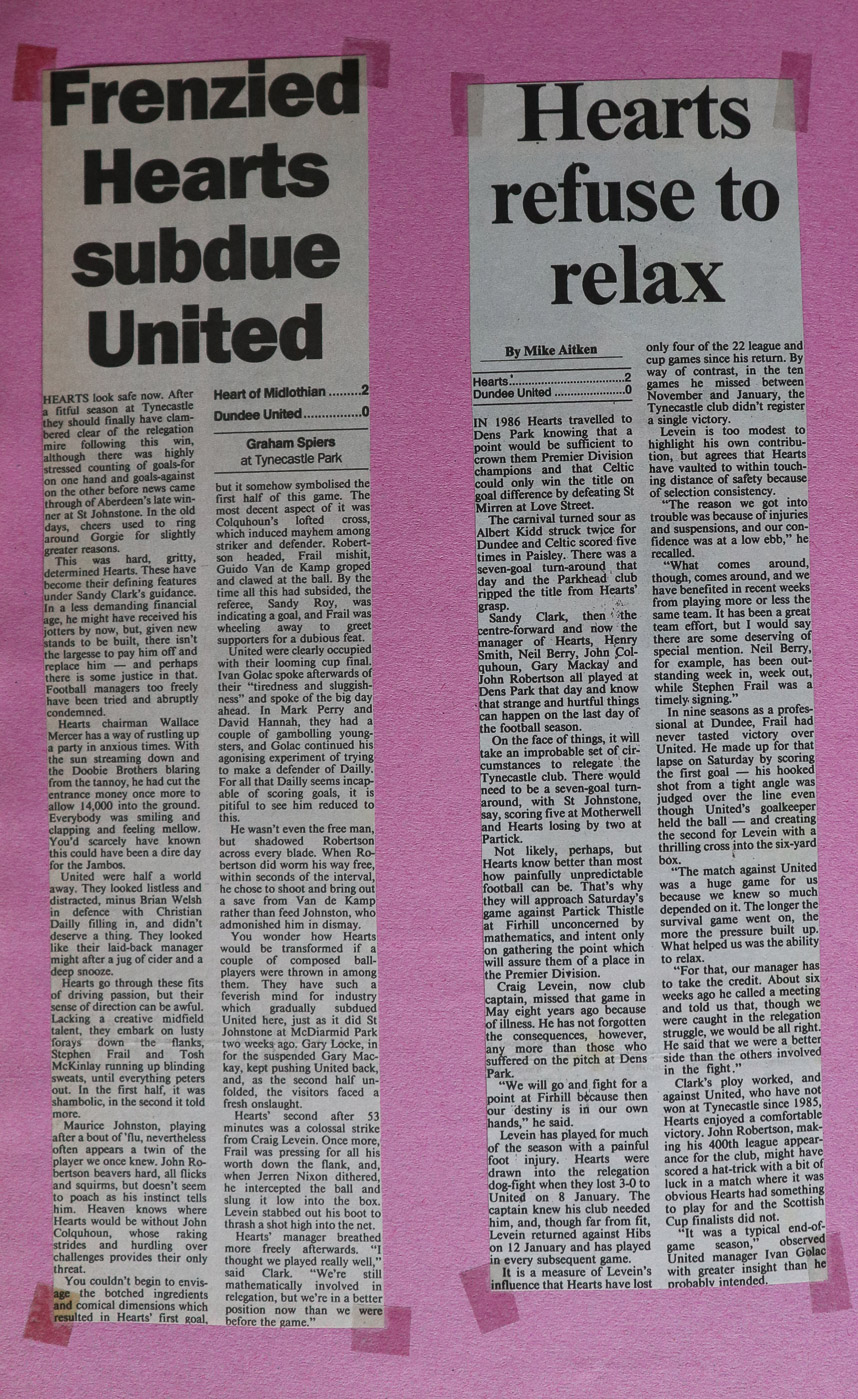 Frenzied
Hearts
subdue
United
HEARTS look safe now. After
a fitful season at Tynecastle
they should finally have clam-
bered clear of the relegation
mire following this win,
although there was highly
stressed counting of goals-for
on one hand and goals-against
on the other before news came
through of Aberdeen's late win-
ner at St Johnstone. In the old
days, cheers used to ring
around Gorgie for slightly
greater reasons.
This was hard, gritty,
determined Hearts. These have
become their defining features
under Sandy Clark's guidance.
In a less demanding financial
age, he might have received his
jotters by now, but, given new
stands to be built, there isn't
the largesse to pay him off and
replace him — and perhaps
there is some justice in that.
Football managers too freely
have been tried and abruptly
condemned.
Hearts chairman Wallace
Mercer has a way of rustling up
a party in anxious times. With
the sun streaming down and
the Doobie Brothers blaring
from the tannoy, he had cut the
entrance money once more to
allow 14,000 into the ground.
Everybody was smiling and
clapping and feeling mellow.
You'd scarcely have known
this could have been a dire day
for the Jambos.
United were half a world
away. They looked listless and
distracted, minus Brian Welsh
in defence with Christian
Dailly filling in, and didn't
deserve a thing. They looked
like their laid-back manager
might after a jug of cider and a
deep snooze.
Hearts go through these fits
of driving passion, but their
sense of direction can be awful.
Lacking a creative midfield
talent, they embark on lusty
forays down the flanks,
Stephen Frail and Tosh
McKinlay running up blinding
sweats, until everything peters
out. In the first half, it was
shambolic, in the second it told
more.
Maurice Johnston, playing
after a bout of 'flu, nevertheless
often appears a twin of the
player we once knew. John Ro-
bertson beavers hard, all flicks
and squirms, but doesn't seem
to poach as his instinct tells
him. Heaven knows where
Hearts would be without John
Colquhoun, whose raking
strides and hurdling over
challenges provides their only
threat.
You couldn't begin to envis-
age the botched ingredients
and comical dimensions which
resulted in Hearts' first goal,
Heart of Midlothian ........2
Dundee United...............0
Graham Spiers
at Tynecastle Park
but it somehow symbolised the
first half of this game. The
most decent aspect of it was
Colquhoun's lofted cross,
which induced mayhem among
striker and defender. Robert-
son headed, Frail mishit,
Guido Van de Kamp groped
and clawed at the ball. By the
time all this had subsided, the
referee, Sandy Roy, was
indicating a goal, and Frail was
wheeling away to greet
supporters for a dubious feat.
United were clearly occupied
with their looming cup final.
Ivan Golac spoke afterwards of
their "tiredness and sluggish-
ness" and spoke of the big day
ahead. In Mark Perry and
David Hannah, they had a
couple of gambolling young-
sters, and Golac continued his
agonising experiment of trying
to make a defender of Dailly.
For all that Dailly seems incap-
able of scoring goals, it is
pitiful to see him reduced to
this.
He wasn't even the free man,
but shadowed Robertson
across every blade. When Ro-
bertson did worm his way free,
within seconds of the interval,
he chose to shoot and bring out
a save from Van de Kamp
rather than feed Johnston, who
admonished him in dismay.
You wonder how Hearts
would be transformed if a
couple of composed ball-
players were thrown in among
them. They have such a
feverish mind for industry
which gradually subdued
United here, just as it did St
Johnstone at McDiarmid Park
two weeks ago. Gary Locke, in
for the suspended Gary Mac-
kay, kept pushing United back,
and, as the second half un-
folded, the visitors faced a
fresh onslaught.
Hearts' second after 53
minutes was a colossal strike
from Craig Levein. Once more,
Frail was pressing for all his
worth down the flank, and,
when Jerren Nixon dithered,
he intercepted the ball and
slung it low into the box.
Levein stabbed out his boot to
thrash a shot high into the net.
Hearts' manager breathed
more freely afterwards. "I
thought we played really well,"
said Clark. "We're still
mathematically involved in
relegation, but we're in a better
position now than we were
before the game."
Hearts
refuse to
relax
By Mike Aitken
Hearts.................................2
Dundee United ....................0
IN 1986 Hearts travelled to
Dens Park knowing that a
point would be sufficient to
crown them Premier Division
champions and that Celtic
could only win the title on
goal difference by defeating St
Mirren at Love Street.
The carnival turned sour as
Albert Kidd struck twice for
Dundee and Celtic scored five
times in Paisley. There was a
seven-goal turn-around that
day and the Parkhead club
ripped the title from Hearts'
grasp.
Sandy Clark, then the
centre-forward and now the
manager of Hearts, Henry
Smith, Neil Berry, John Col-
quhoun, Gary Mackay and
John Robertson all played at
Dens Park that day and know
that strange and hurtful things
can happen on the last day of
the football season.
On the face of things, it will
take an improbable set of cir-
cumstances to relegate the
Tynecastle club. There would
need to be a seven-goal turn-
around, with St Johnstone,
say, scoring five at Motherwell
and Hearts losing by two at
Partick.
Not likely, perhaps, but
Hearts know better than most
how painfully unpredictable
football can be. That's why
they will approach Saturday's
game against Partick Thistle
at Firhill unconcerned by
mathematics, and intent only
on gathering the point which
will assure them of a place in
the Premier Division.
Craig Levein, now club
captain, missed that game in
May eight years ago because
of illness. He has not forgotten
the consequences, however,
any more than those who
suffered on the pitch at Dens
Park.
"We will go and fight for a
point at Firhill because then
our destiny is in our own
hands," he said.
Levein has played for much
of the season with a painful
foot injury. Hearts were
drawn into the relegation
dog-fight when they lost 3-0 to
United on 8 January. The
captain knew his club needed
him, and, though far from fit,
Levein returned against Hibs
on 12 January and has played
in every subsequent game.
It is a measure of Levein's
influence that Hearts have lost
only four of the 22 league and
cup games since his return. By
way of contrast, in the ten
games he missed between
November and January, the
Tynecastle club didn't register
a single victory.
Levein is too modest to
highlight his own contribu-
tion, but agrees that Hearts
have vaulted to within touch-
ing distance of safety because
of selection consistency.
"The reason we got into
trouble was because of injuries
and suspensions, and our con-
fidence was at a low ebb," he
recalled.
"What comes around,
though, comes around, and we
have benefited in recent weeks
from playing more or less the
same team. It has been a great
team effort, but I would say
there are some deserving of
special mention. Neil Berry,
for example, has been out-
standing week in, week out,
while Stephen Frail was a
timely signing."
In nine seasons as a profes-
sional at Dundee, Frail had
never tasted victory over
United. He made up for that
lapse on Saturday by scoring
the first goal — his hooked
shot from a tight angle was
judged over the line even
though United's goalkeeper
held the ball — and creating
the second for Levein with a
thrilling cross into the six-yard
box.
"The match against United
was a huge game for us
because we knew so much
depended on it. The longer the
survival game went on, the
more the pressure built up.
What helped us was the ability
to relax.
"For that, our manager has
to take the credit. About six
weeks ago he called a meeting
and told us that, though we
were caught in the relegation
struggle, we would be all right.
He said that we were a better
side than the others involved
in the fight."
Clark's ploy worked, and
against United, who have not
won at Tynecastle since 1985,
Hearts enjoyed a comfortable
victory. John Robertson, mak-
ing his 400th league appear-
ance for the club, might have
scored a hat-trick with a bit of
luck in a match where it was
obvious Hearts had something
to play for and the Scottish
Cup finalists did not.
"It was a typical end-of-
game season," observed
United manager Ivan Golac
with greater insight than he
probably intended.